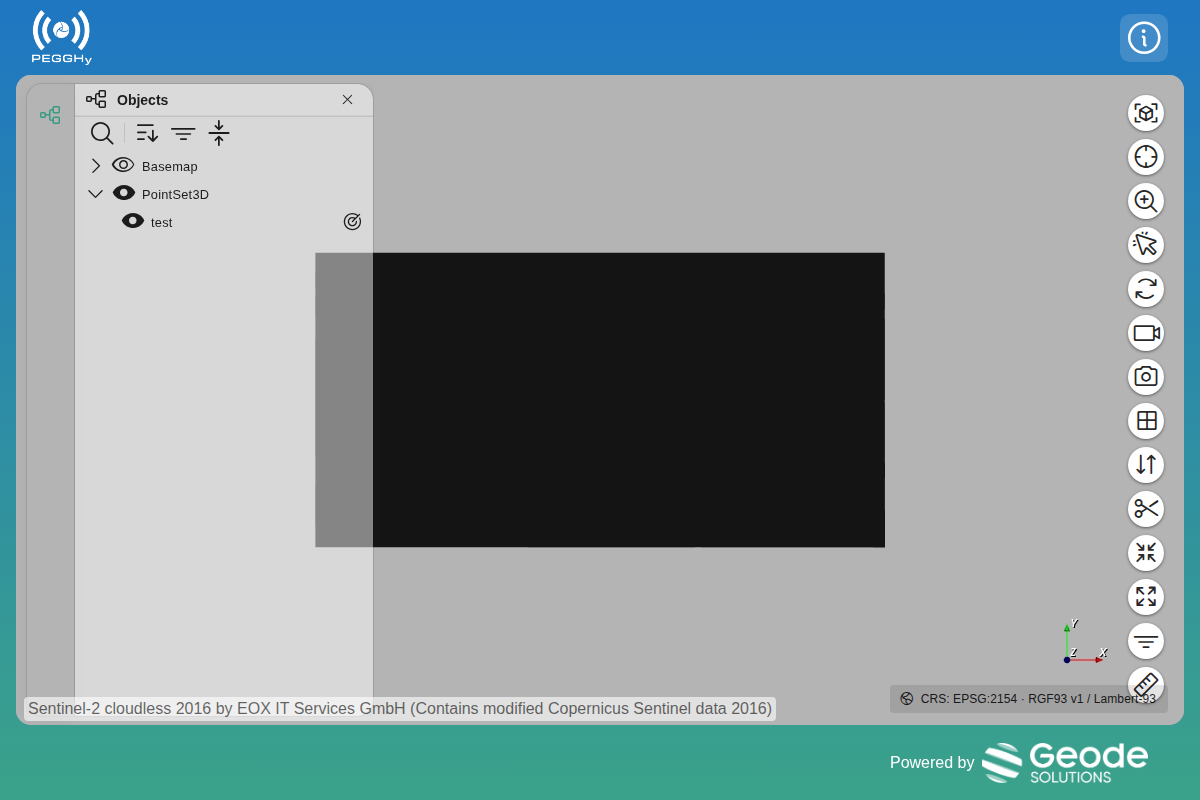 PEGGHy
Objects
Basemap
PointSet3D
test
Y
Z
X
Sentinel-2 cloudless 2016 by EOX IT Services GmbH (Contains modified Copernicus Sentinel data 2016)
CRS: EPSG:2154 · RGF93 v1 / Lambert-93
Powered by Geode
SOLUTIONS